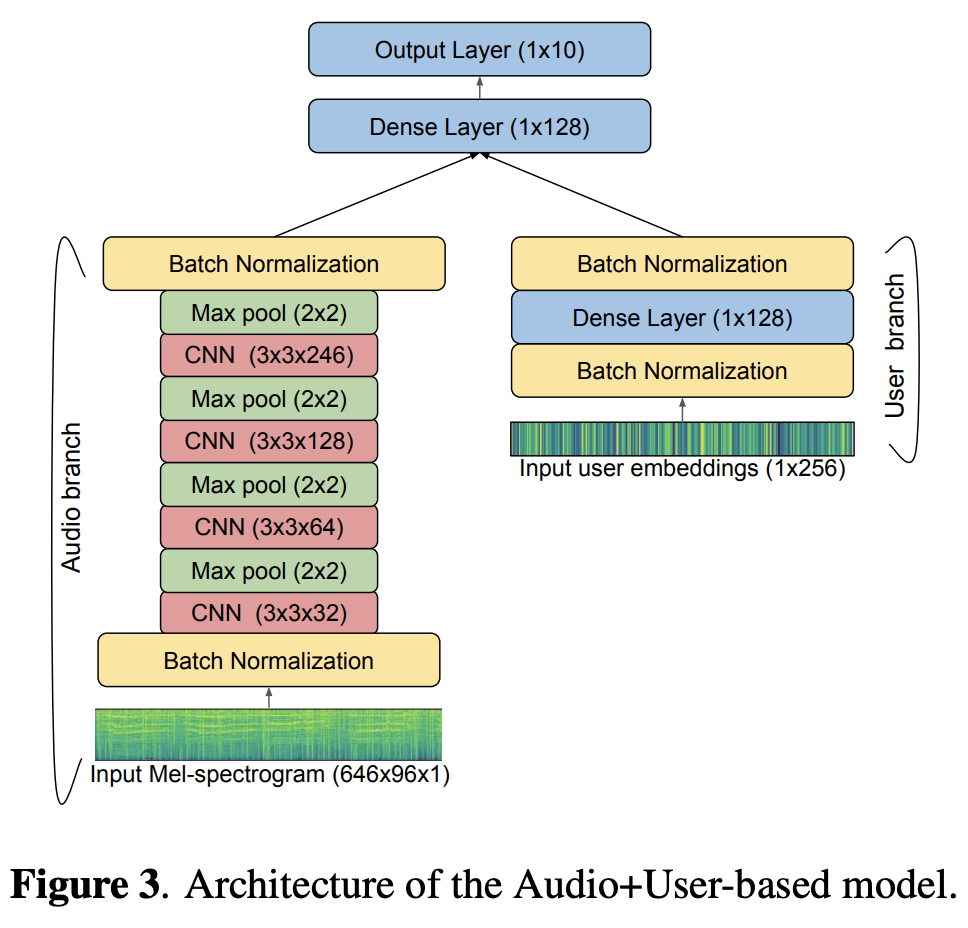 Output Layer (1x10)
Dense Layer (1x128)
Batch Normalization
Max pool (2x2)
CNN (3x3x246)
Max pool (2x2)
CNN (3x3x128)
Max pool (2x2)
CNN (3x3x64)
Max pool (2x2)
CNN (3x3x32)
Batch Normalization
Input Mel-spectrogram (646x96x1)
Audio branch
Batch Normalization
Dense Layer (1x128)
Batch Normalization
Input user embeddings (1x256)
User branch
Figure 3. Architecture of the Audio+User-based model.